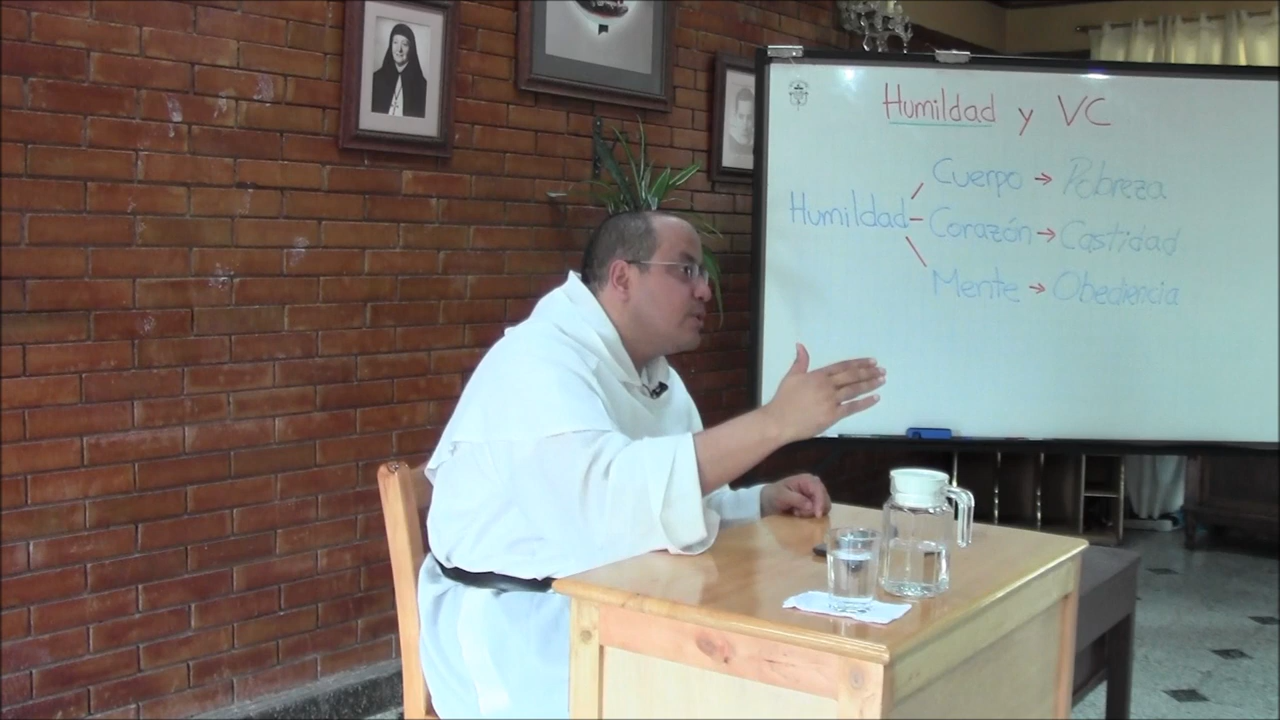 Humildad y VC
Cuerpo → Pobreza
Humildad - Corazón → Castidad
Mente → Obediencia